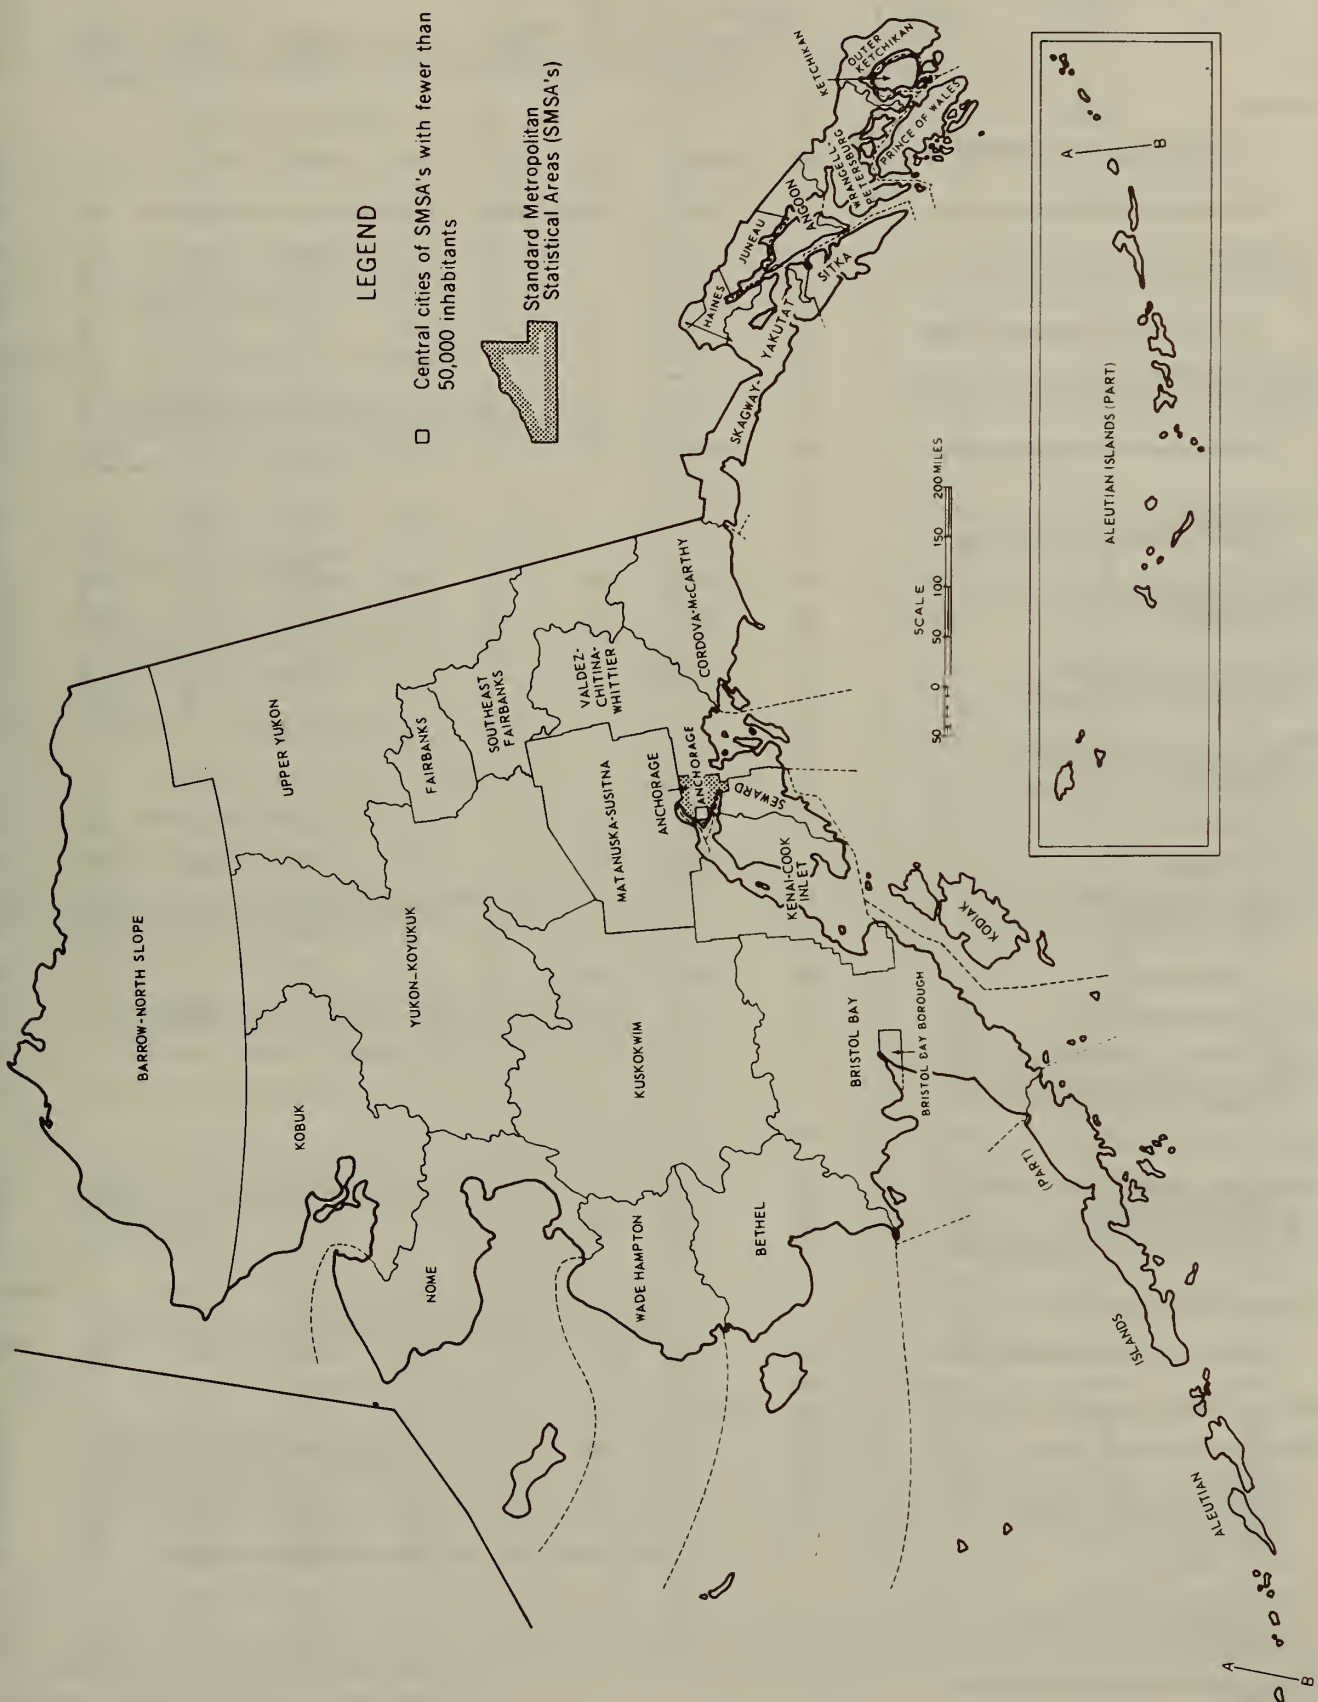 LEGEND
Central cities of SMSA's with fewer than
50,000 inhabitants
Standard Metropolitan
Statistical Areas (SMSA's)
BARROW-NORTH SLOPE
KOBUK
UPPER YUKON
YUKON-KOYUKUK
NOME
FAIRBANKS
SOUTHEAST
FAIRBANKS
WADE HAMPTON
KUSKOKWIM
MATANUSKA-SUSITNA
VALDEZ-
CHITINA-
WHITTIER
ANCHORAGE
ANCHORAGE
CORDOVA-McCARTHY
BETHEL
SEWARD
KENAI-COOK
INLET
BRISTOL BAY
BRISTOL BAY BOROUGH
KODIAK
SKAGWAY-
YAKUTAT
HAINES
JUNEAU
ANGOON
SITKA
WRANGELL-
PETERSBURG
PRINCE OF WALES
KETCHIKAN
OUTER
KETCHIKAN
ALEUTIAN
ISLANDS
(PART)
A
B
SCALE
50 0 50 100 150 200 MILES
ALEUTIAN ISLANDS (PART)
A
B